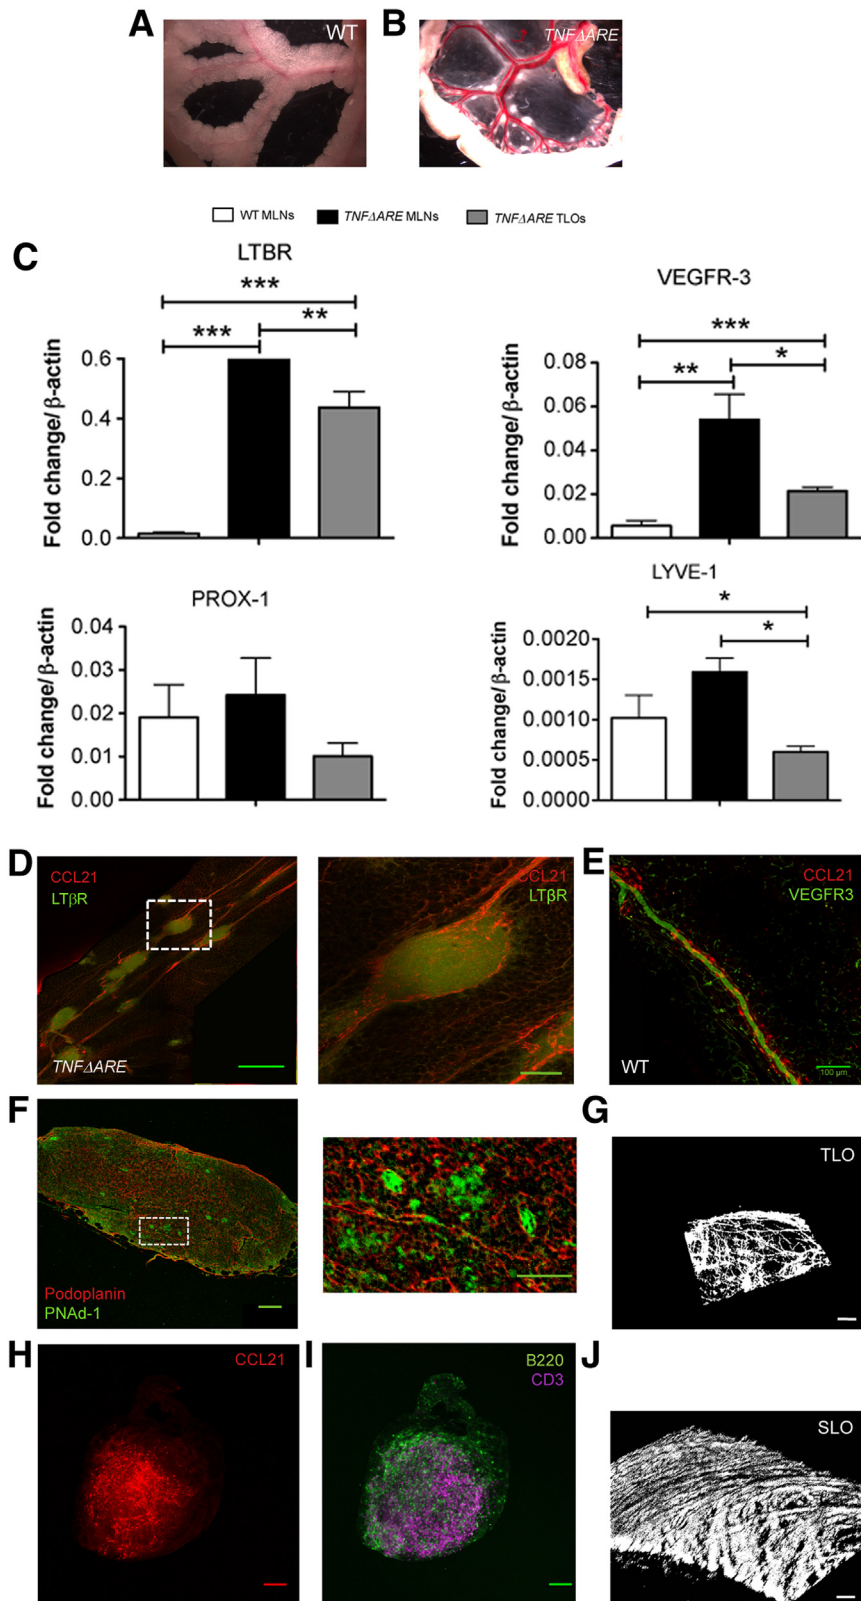 A
WT
B
TNFΔARE
WT MLNs
TNFΔARE MLNs
TNFΔARE TLOs
C
LTBR
***
**
***
Fold change/β-actin
0.6
0.4
0.2
0.0
VEGFR-3
***
*
**
Fold change/β-actin
0.08
0.06
0.04
0.02
0.00
PROX-1
Fold change/β-actin
0.04
0.03
0.02
0.01
0.00
LYVE-1
*
*
Fold change/β-actin
0.0020
0.0015
0.0010
0.0005
0.0000
D
CCL21
LTβR
TNFΔARE
CCL21
LTβR
E
CCL21
VEGFR3
WT
100 µm
F
Podoplanin
PNAd-1
G
TLO
H
CCL21
I
B220
CD3
J
SLO